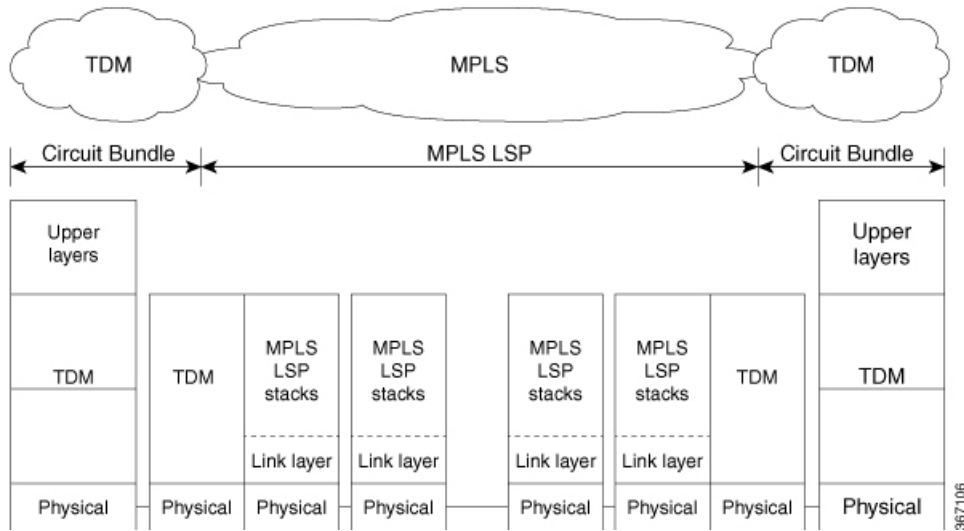 TDM
MPLS
TDM
Circuit Bundle
MPLS LSP
Circuit Bundle
Upper
layers
TDM
Physical
TDM
Physical
MPLS
LSP
stacks
Link layer
Physical
MPLS
LSP
stacks
Link layer
Physical
MPLS
LSP
stacks
Link layer
Physical
MPLS
LSP
stacks
Link layer
Physical
TDM
Physical
Upper
layers
TDM
Physical
267106